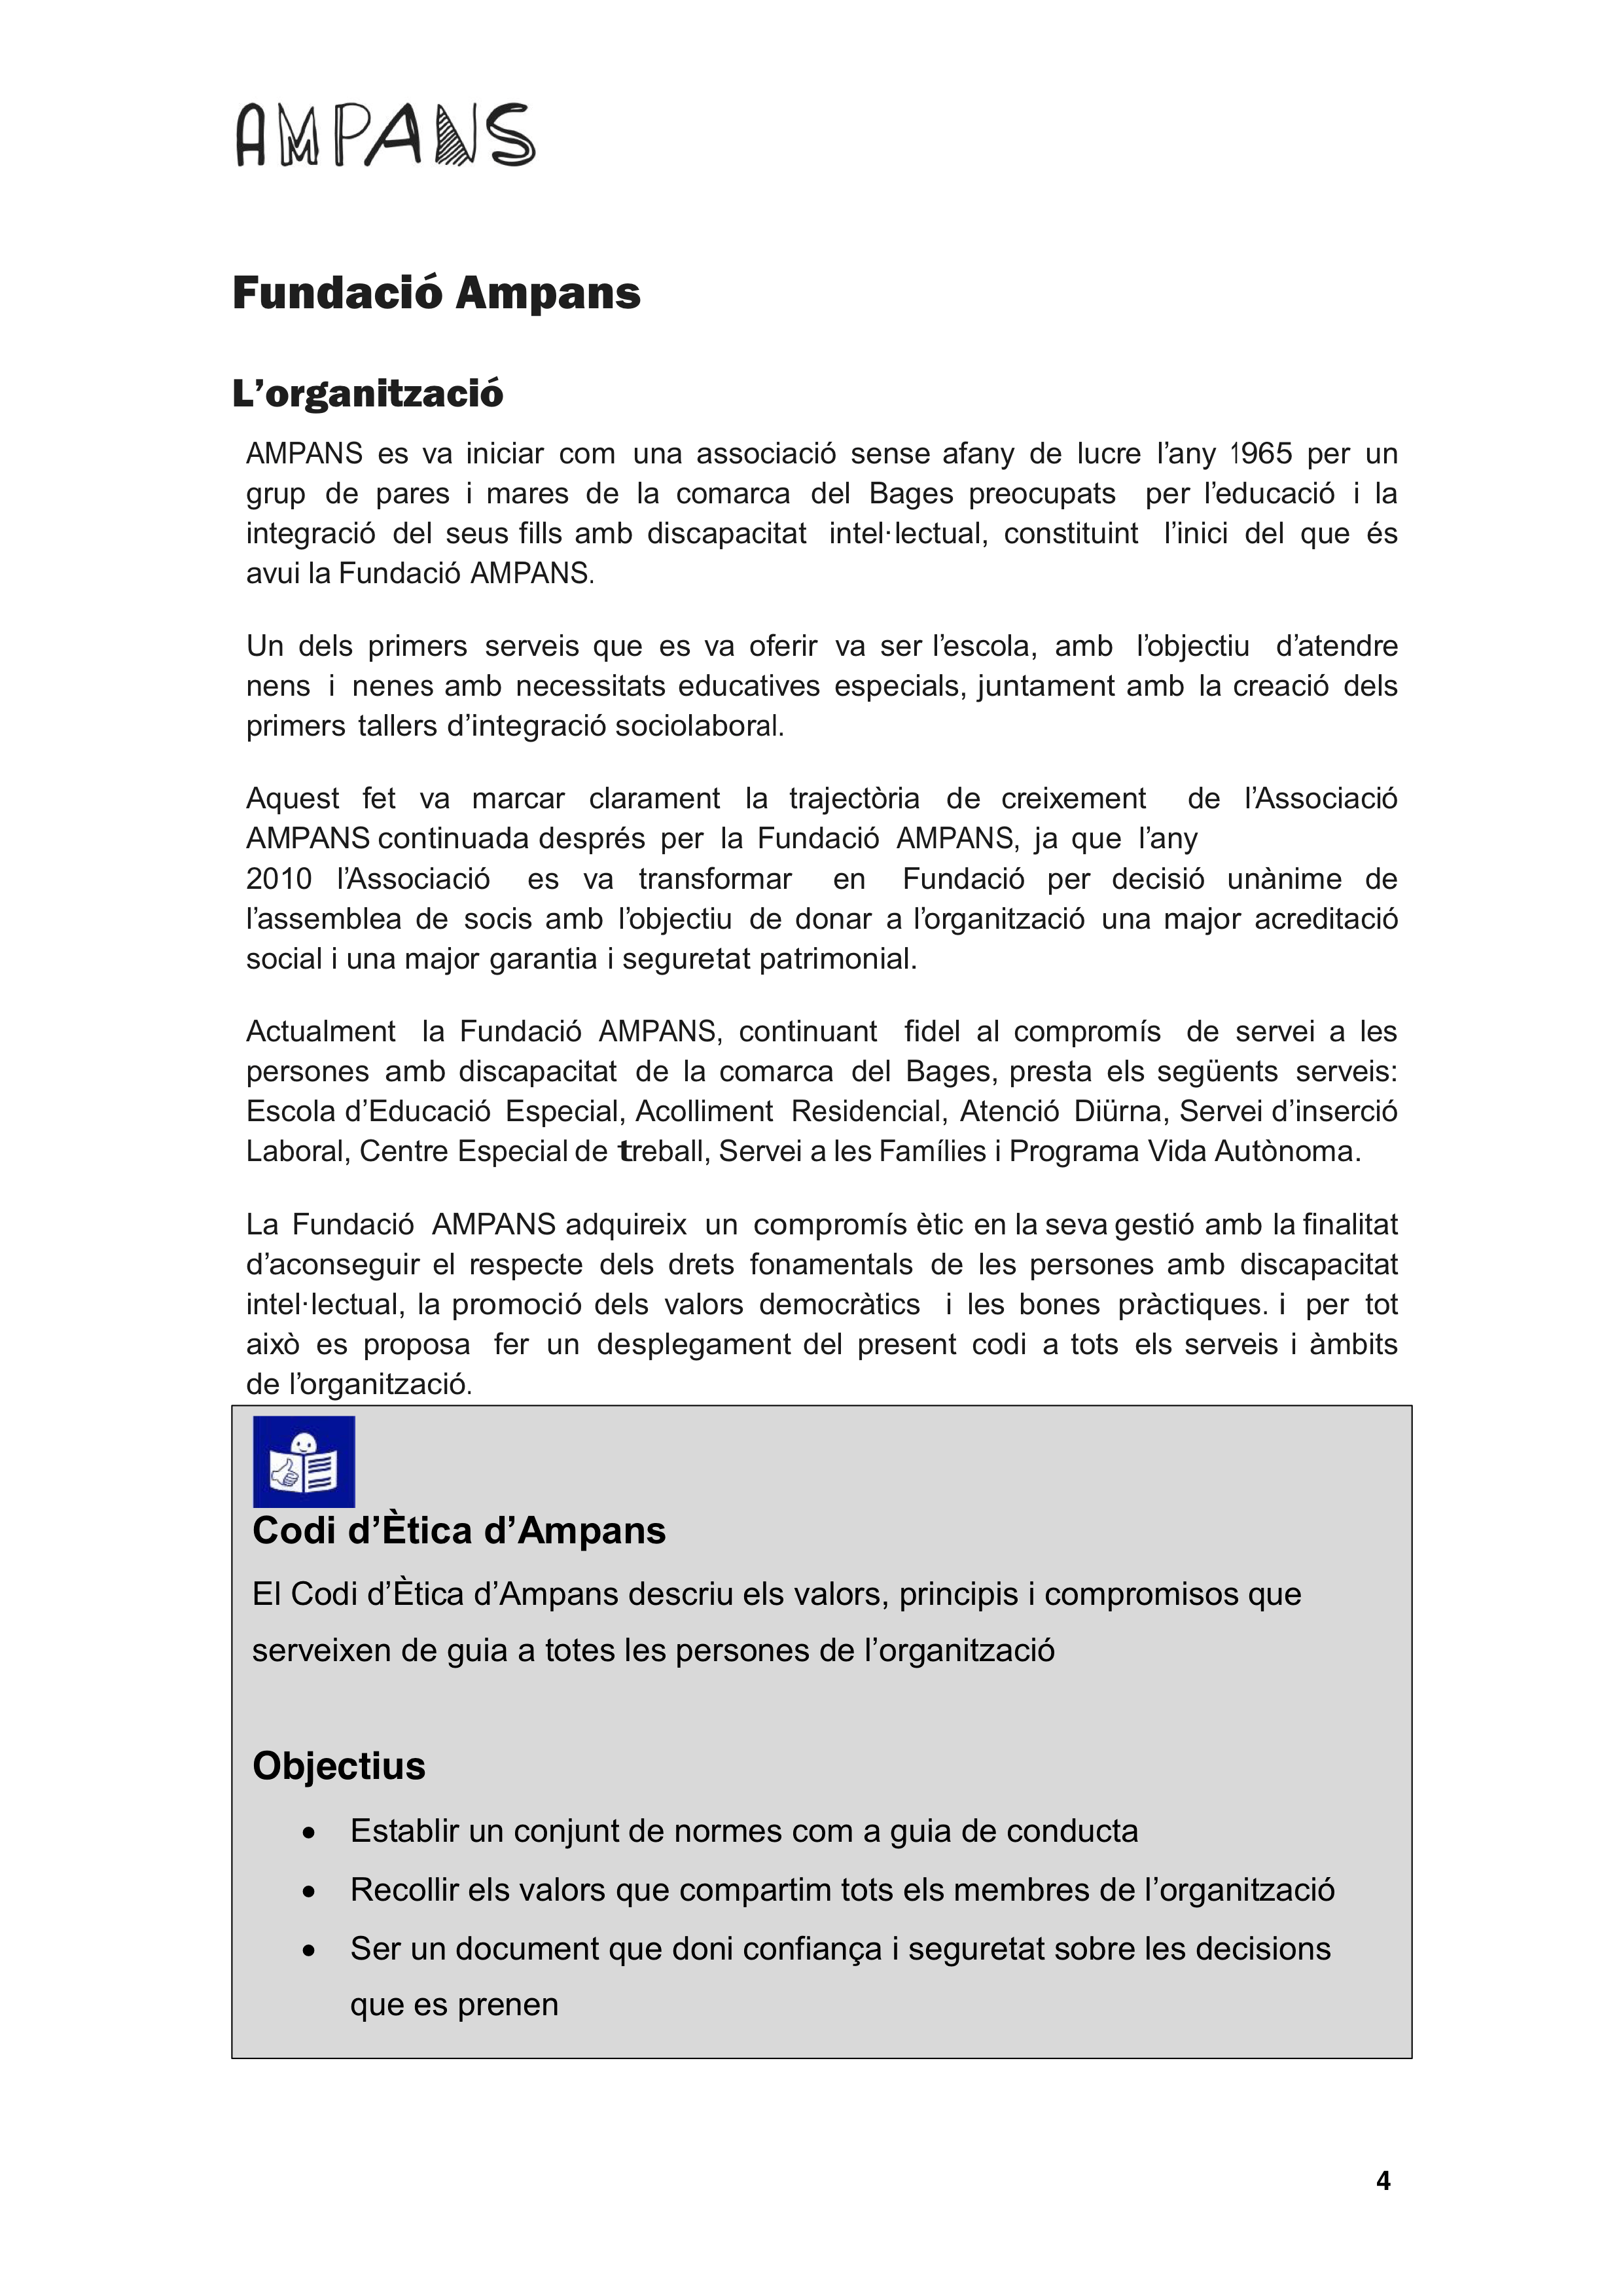 AMPANS
Fundació Ampans
L’organització
AMPANS es va iniciar com una associació sense afany de lucre l’any 1965 per un
grup de pares i mares de la comarca del Bages preocupats per l’educació i la
integració del seus fills amb discapacitat intel·lectual, constituint l’inici del que és
avui la Fundació AMPANS.
Un dels primers serveis que es va oferir va ser l’escola, amb l’objectiu d’atendre
nens i nenes amb necessitats educatives especials, juntament amb la creació dels
primers tallers d’integració sociolaboral.
Aquest fet va marcar clarament la trajectòria de creixement de l’Associació
AMPANS continuada després per la Fundació AMPANS, ja que l’any
2010 l’Associació es va transformar en Fundació per decisió unànime de
l’assemblea de socis amb l’objectiu de donar a l’organització una major acreditació
social i una major garantia i seguretat patrimonial.
Actualment la Fundació AMPANS, continuant fidel al compromís de servei a les
persones amb discapacitat de la comarca del Bages, presta els següents serveis:
Escola d’Educació Especial, Acolliment Residencial, Atenció Diürna, Servei d’inserció
Laboral, Centre Especial de treball, Servei a les Famílies i Programa Vida Autònoma.
La Fundació AMPANS adquireix un compromís ètic en la seva gestió amb la finalitat
d’aconseguir el respecte dels drets fonamentals de les persones amb discapacitat
intel·lectual, la promoció dels valors democràtics i les bones pràctiques. i per tot
això es proposa fer un desplegament del present codi a tots els serveis i àmbits
de l’organització.
Codi d’Ètica d’Ampans
El Codi d’Ètica d’Ampans descriu els valors, principis i compromisos que
serveixen de guia a totes les persones de l’organització
Objectius
• Establir un conjunt de normes com a guia de conducta
• Recollir els valors que compartim tots els membres de l’organització
• Ser un document que doni confiança i seguretat sobre les decisions
que es prenen
4